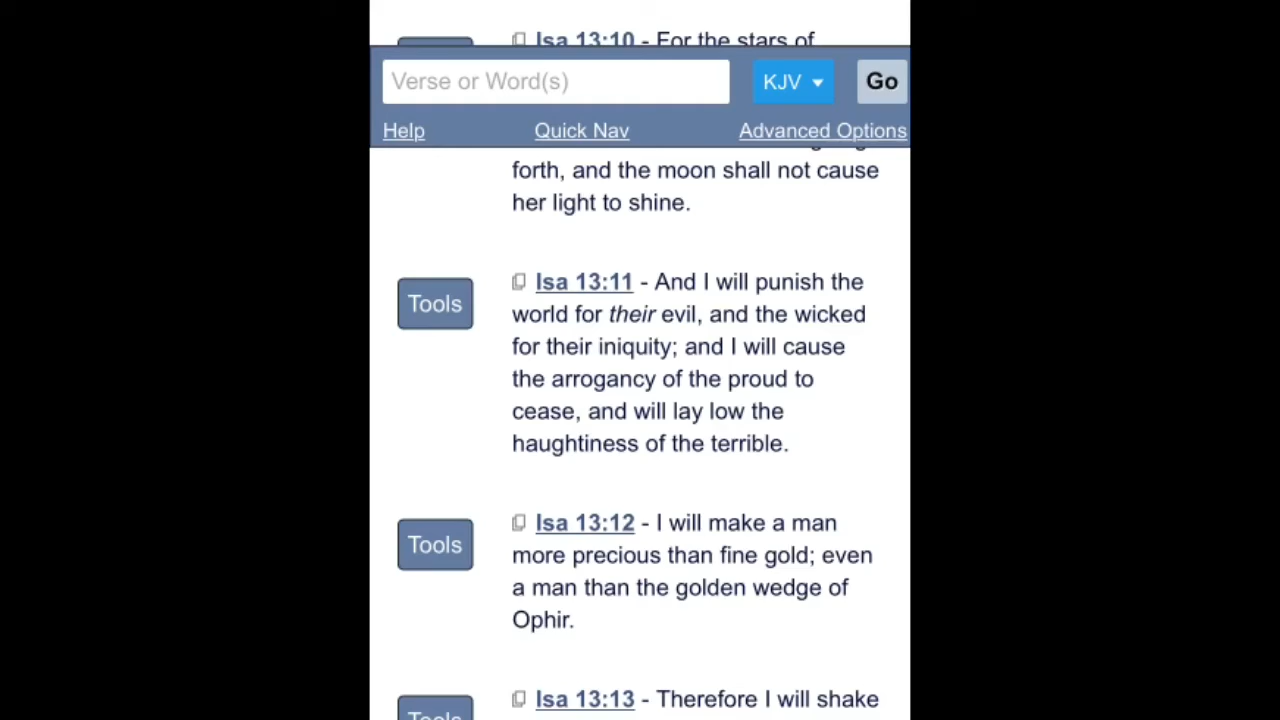 Isa 13:10 - For the stars of
Verse or Word(s)
KJV
Go
Help
Quick Nav
Advanced Options
forth, and the moon shall not cause
her light to shine.
Tools
Isa 13:11 - And I will punish the
world for their evil, and the wicked
for their iniquity; and I will cause
the arrogancy of the proud to
cease, and will lay low the
haughtiness of the terrible.
Tools
Isa 13:12 - I will make a man
more precious than fine gold; even
a man than the golden wedge of
Ophir.
Tools
Isa 13:13 - Therefore I will shake